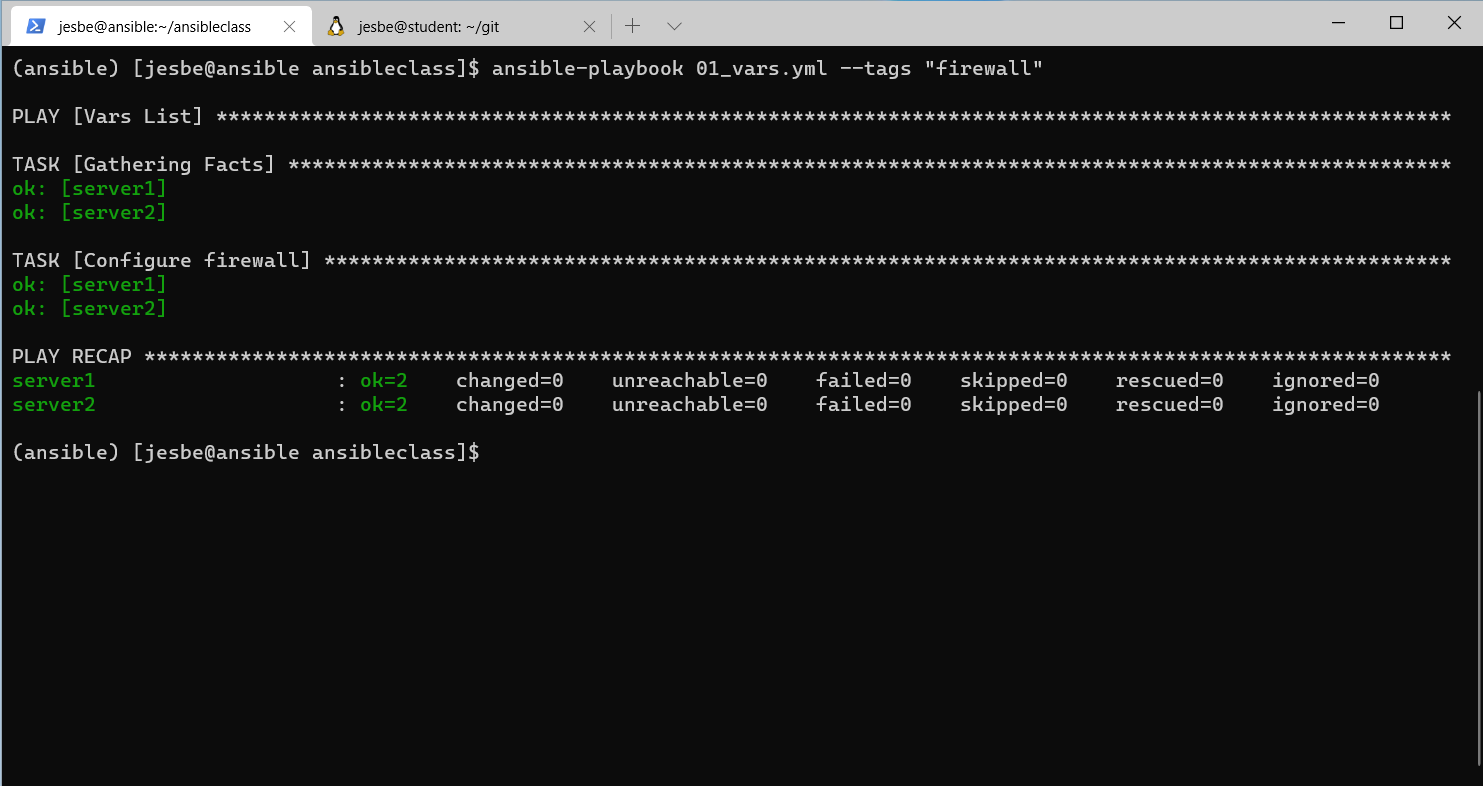 jesbe@ansible:~/ansibleclass
jesbe@student: ~/git
(ansible) [jesbe@ansible ansibleclass]$ ansible-playbook 01_vars.yml --tags "firewall"
PLAY [Vars List] *******************************************************************************************************
TASK [Gathering Facts] *************************************************************************************************
ok: [server1]
ok: [server2]
TASK [Configure firewall] **********************************************************************************************
ok: [server1]
ok: [server2]
PLAY RECAP *************************************************************************************************************
server1                    : ok=2    changed=0    unreachable=0    failed=0    skipped=0    rescued=0    ignored=0
server2                    : ok=2    changed=0    unreachable=0    failed=0    skipped=0    rescued=0    ignored=0
(ansible) [jesbe@ansible ansibleclass]$